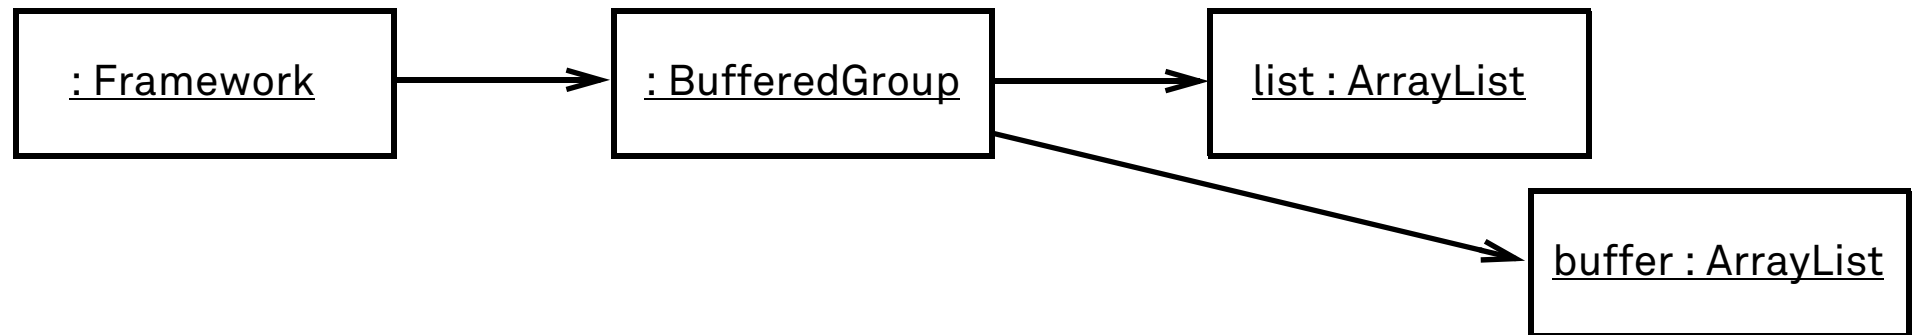 : Framework
: BufferedGroup
list : ArrayList
buffer : ArrayList